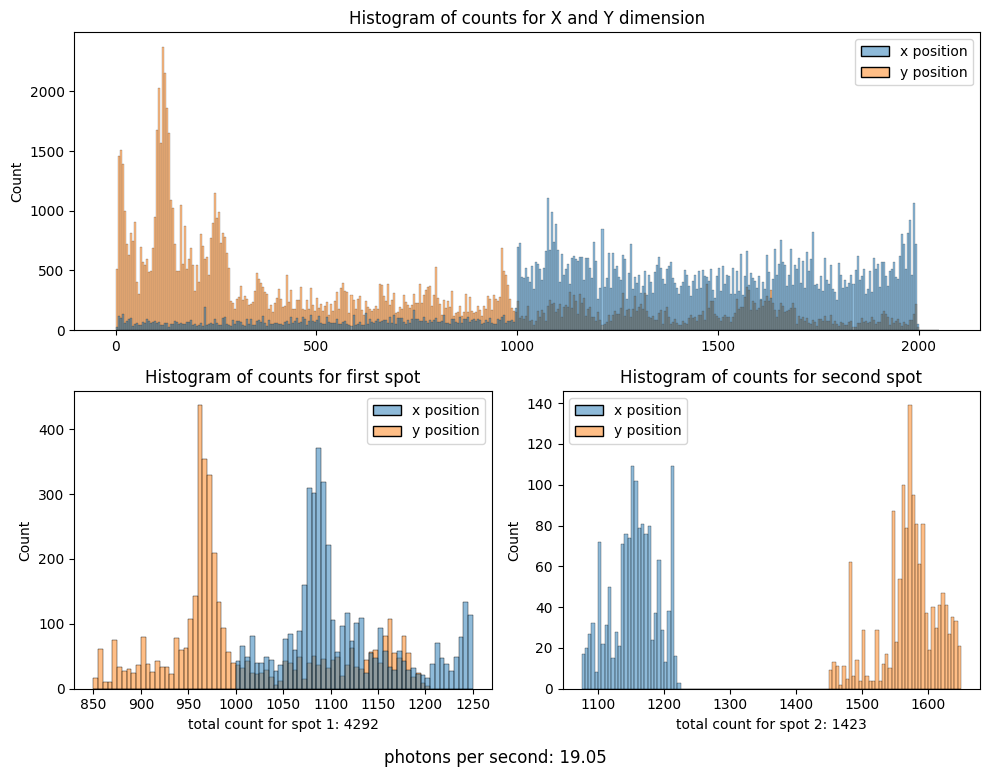 Histogram of counts for X and Y dimension
x position
y position
2000
1500
1000
500
0
Count
0 500 1000 1500 2000
Histogram of counts for first spot
x position
y position
400
300
200
100
0
Count
850 900 950 1000 1050 1100 1150 1200 1250
total count for spot 1: 4292
Histogram of counts for second spot
x position
y position
140
120
100
80
60
40
20
0
Count
1100 1200 1300 1400 1500 1600
total count for spot 2: 1423
photons per second: 19.05